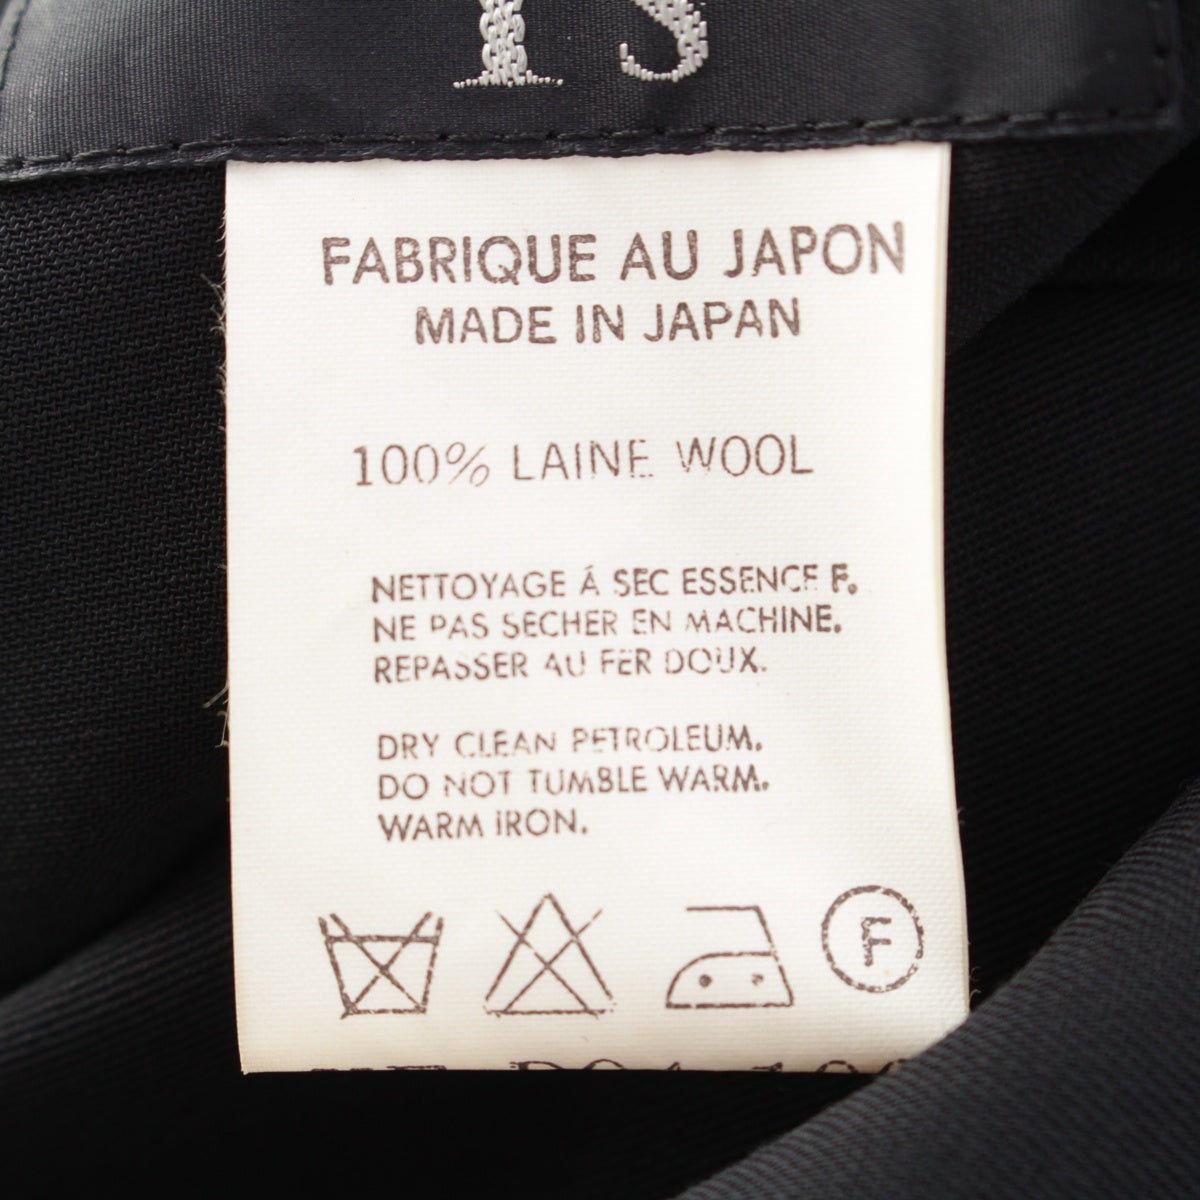 Y's
FABRIQUE AU JAPON
MADE IN JAPAN
100% LAINE WOOL
NETTOYAGE Á SEC ESSENCE F.
NE PAS SECHER EN MACHINE.
REPASSER AU FER DOUX.
DRY CLEAN PETROLEUM.
DO NOT TUMBLE WARM.
WARM IRON.
F